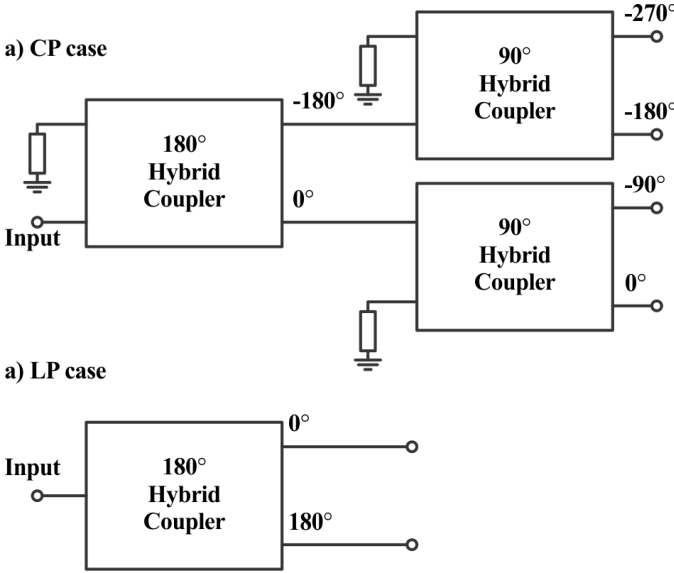 a) CP case
-270°
90°
Hybrid
Coupler
-180°
-180°
180°
Hybrid
Coupler
0°
Input
-90°
90°
Hybrid
Coupler
0°
a) LP case
0°
Input
180°
Hybrid
Coupler
180°